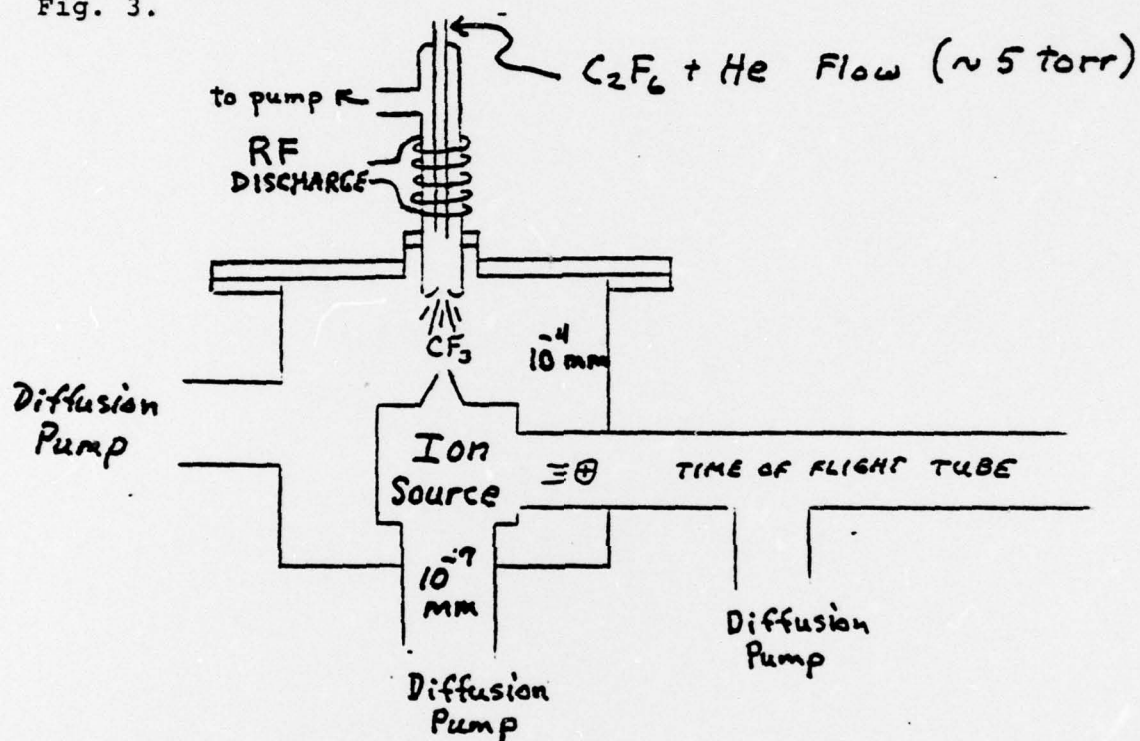 Fig. 3.
C₂F₆ + He Flow (~ 5 torr)
to pump
RF
DISCHARGE
CF₃
10⁻⁴ mm
Diffusion
Pump
Ion
Source
≡⊕
TIME OF FLIGHT TUBE
10⁻⁷
mm
Diffusion
Pump
Diffusion
Pump